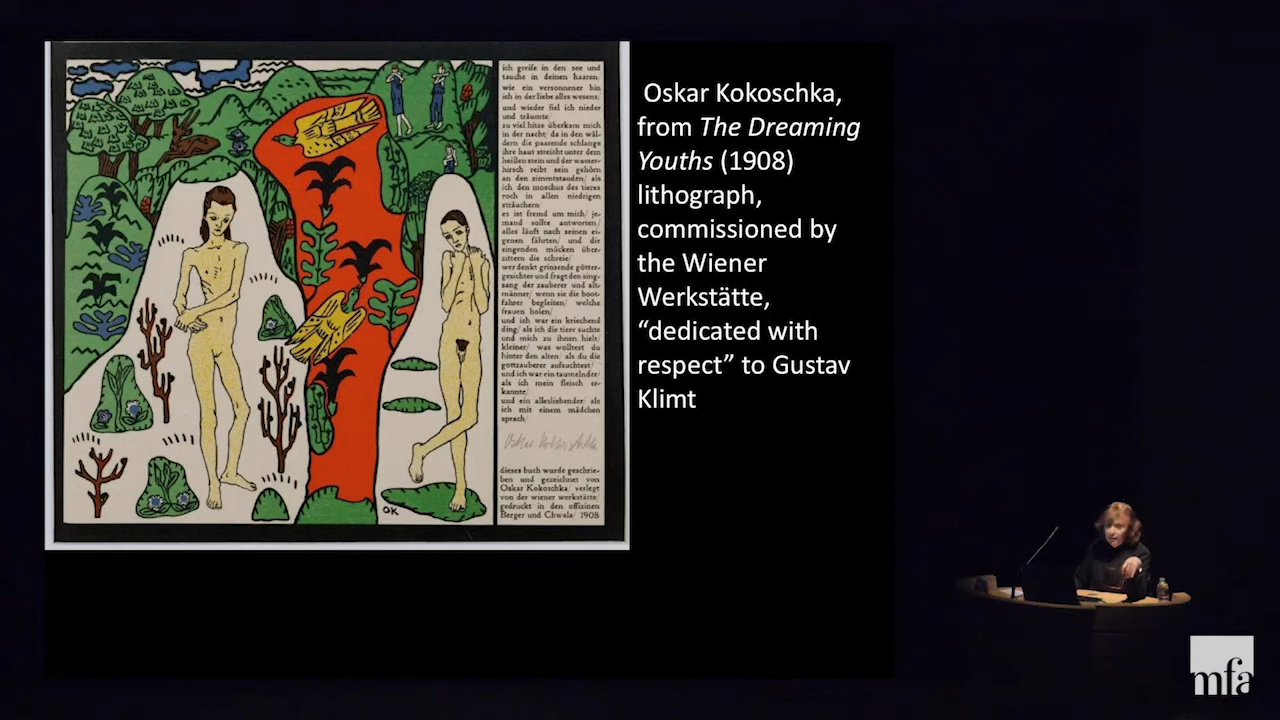 ich greife in den see und
tauche in deinen haaren/
wie ein versonnener bin
ich in der liebe alles wesens/
und wieder fiel ich nieder
und träumte/
zu viel hitze überkam mich
in der nacht/ da in den wäl-
dern die paarende schlange
ihre haut streicht unter dem
heißen stein und der wasser-
hirsch reibt sein gehörn
an den zimmtstauden/ als
ich den moschus des tieres
roch in allen niedrigen
sträuchern/
es ist fremd um mich/ je-
mand sollte antworten/
alles läuft nach seinen ei-
genen fährten/ und die
singenden mücken über-
zittern die schreie/
wer denkt grinsende götter-
gesichter und fragt den sing-
sang der zauberer und alt-
männer/ wenn sie die boot-
fahrer begleiten/ welche
frauen holen/
und ich war ein kriechend
ding/ als ich die tiere suchte
und mich zu ihnen hielt/
kleiner/ was wolltest du
hinter den alten/ als du die
gottzauberer aufsuchtest/
und ich war ein taumelnder/
als ich mein fleisch er-
kannte/
und ein allesliebender/ als
ich mit einem mädchen
sprach/
Oskar Kokoschka
dieses buch wurde geschrie-
ben und gezeichnet von
Oskar Kokoschka/ verlegt
von der wiener werkstätte/
gedruckt in den offizinen
Berger und Chwala/ 1908
OK
Oskar Kokoschka,
from The Dreaming
Youths (1908)
lithograph,
commissioned by
the Wiener
Werkstätte,
“dedicated with
respect” to Gustav
Klimt
mfa